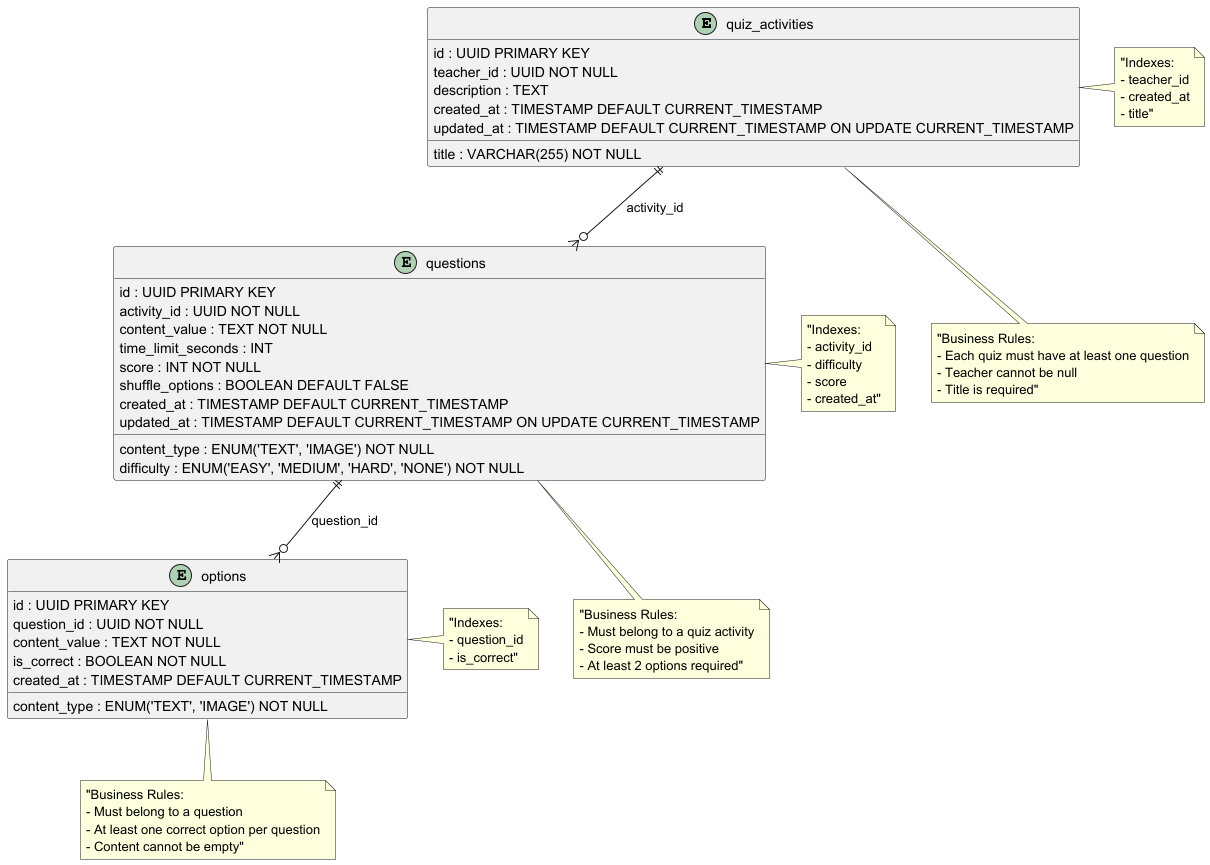 E quiz_activities
id : UUID PRIMARY KEY
teacher_id : UUID NOT NULL
description : TEXT
created_at : TIMESTAMP DEFAULT CURRENT_TIMESTAMP
updated_at : TIMESTAMP DEFAULT CURRENT_TIMESTAMP ON UPDATE CURRENT_TIMESTAMP
title : VARCHAR(255) NOT NULL
"Indexes:
- teacher_id
- created_at
- title"
activity_id
E questions
id : UUID PRIMARY KEY
activity_id : UUID NOT NULL
content_value : TEXT NOT NULL
time_limit_seconds : INT
score : INT NOT NULL
shuffle_options : BOOLEAN DEFAULT FALSE
created_at : TIMESTAMP DEFAULT CURRENT_TIMESTAMP
updated_at : TIMESTAMP DEFAULT CURRENT_TIMESTAMP ON UPDATE CURRENT_TIMESTAMP
content_type : ENUM('TEXT', 'IMAGE') NOT NULL
difficulty : ENUM('EASY', 'MEDIUM', 'HARD', 'NONE') NOT NULL
"Indexes:
- activity_id
- difficulty
- score
- created_at"
"Business Rules:
- Each quiz must have at least one question
- Teacher cannot be null
- Title is required"
question_id
E options
id : UUID PRIMARY KEY
question_id : UUID NOT NULL
content_value : TEXT NOT NULL
is_correct : BOOLEAN NOT NULL
created_at : TIMESTAMP DEFAULT CURRENT_TIMESTAMP
content_type : ENUM('TEXT', 'IMAGE') NOT NULL
"Indexes:
- question_id
- is_correct"
"Business Rules:
- Must belong to a quiz activity
- Score must be positive
- At least 2 options required"
"Business Rules:
- Must belong to a question
- At least one correct option per question
- Content cannot be empty"